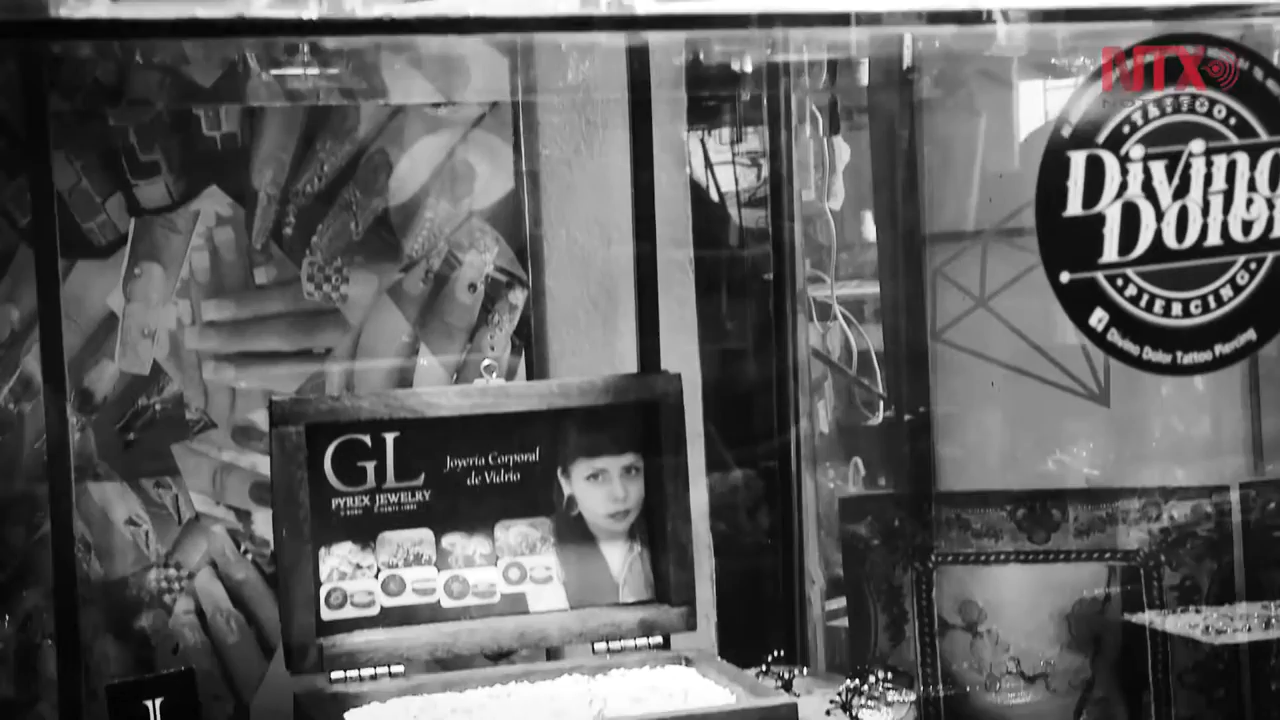 NTX
TATTOO
Divino
Dolor
PIERCING
Divino Dolor Tattoo Piercing
GL
PYREX JEWELRY
Joyería Corporal
de Vidrio